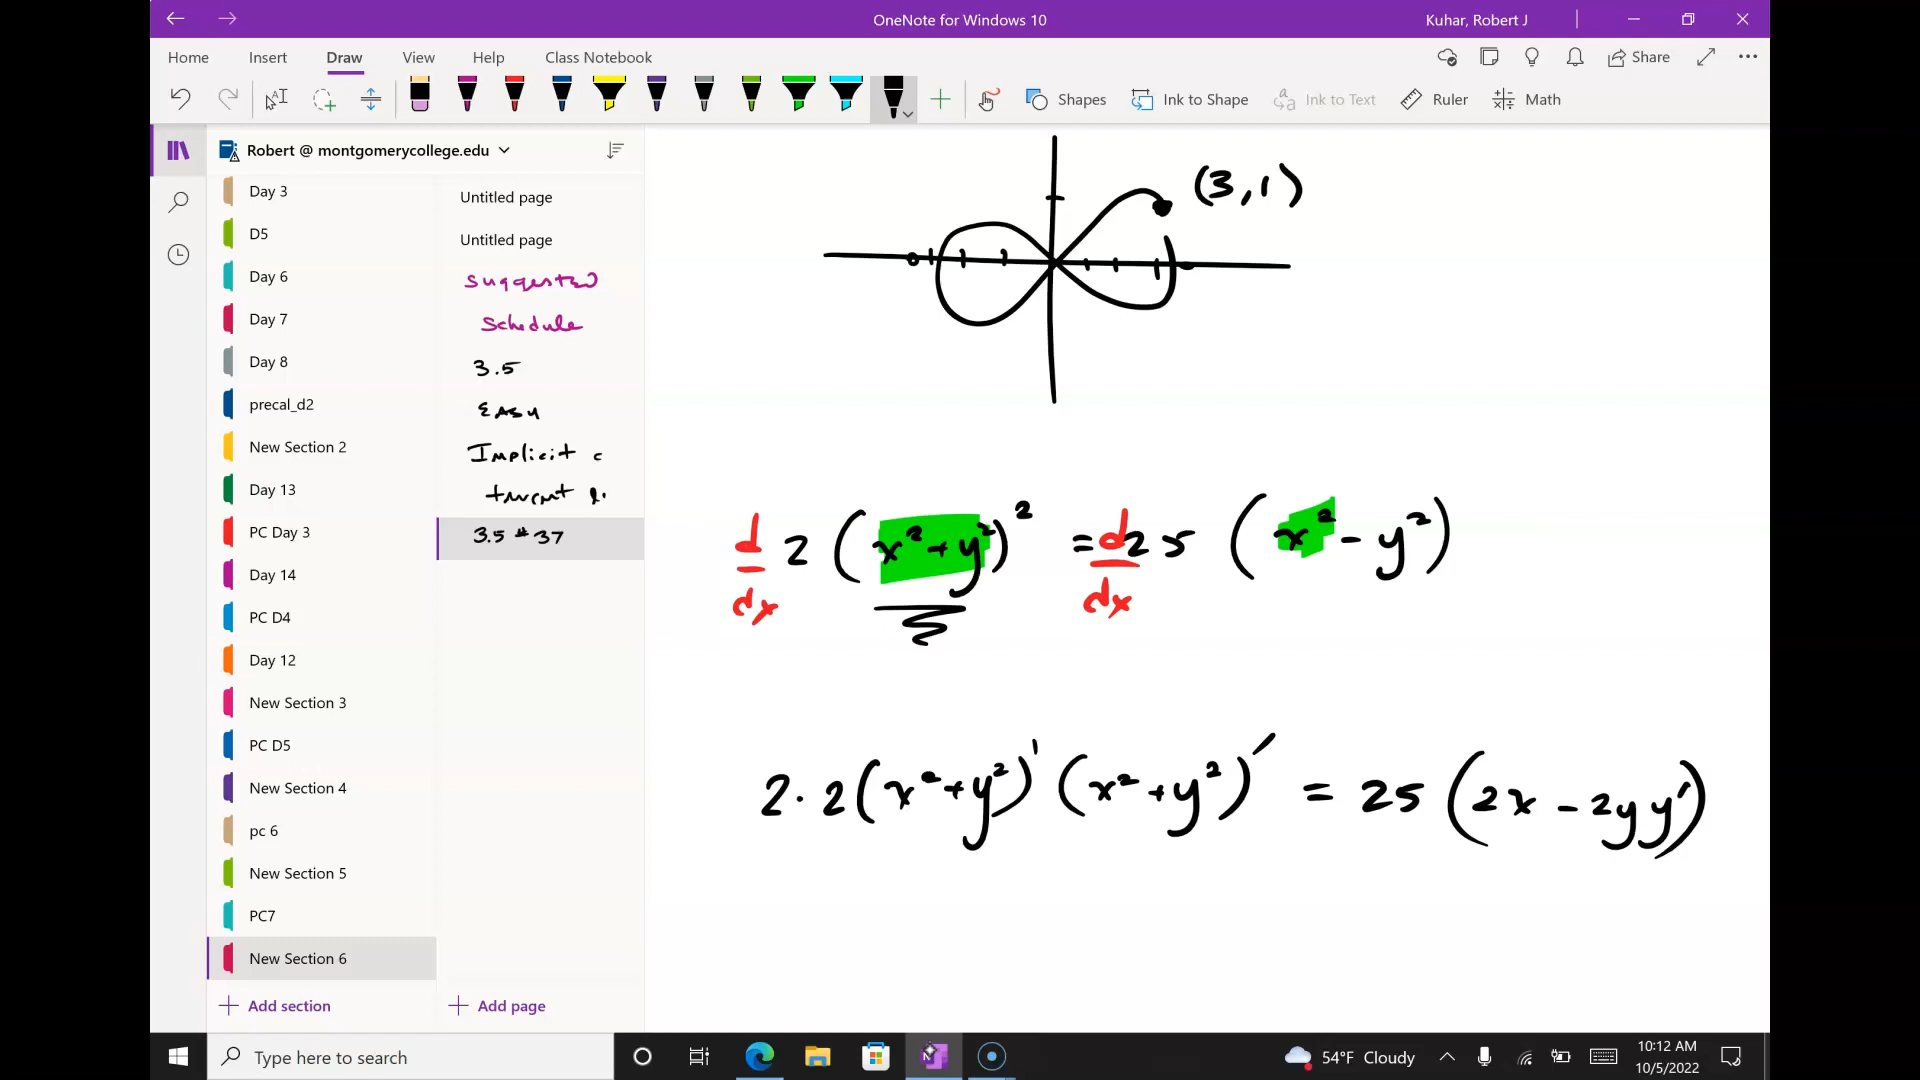 OneNote for Windows 10
Kuhar, Robert J
Home Insert Draw View Help Class Notebook
Share
Shapes Ink to Shape Ink to Text Ruler Math
Robert @ montgomerycollege.edu
Day 3
D5
Day 6
Day 7
Day 8
precal_d2
New Section 2
Day 13
PC Day 3
Day 14
PC D4
Day 12
New Section 3
PC D5
New Section 4
pc 6
New Section 5
PC7
New Section 6
Add section
Untitled page
Untitled page
Suggested
Schedule
3.5
EASY
Implicit
3.5 # 37
Add page
(3,1)
d/dx 2 (x² + y²)² = d/dx 25 (x² - y²)
2 · 2 (x² + y²)¹ (x² + y²)′ = 25 (2x - 2yy′)
Type here to search
54°F Cloudy
10:12 AM
10/5/2022